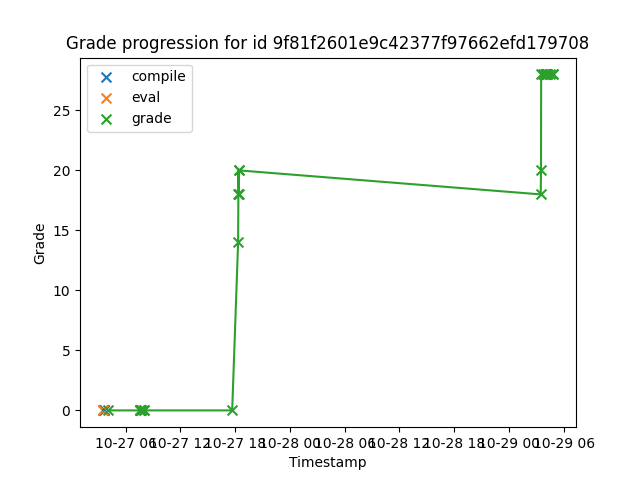 Grade progression for id 9f81f2601e9c42377f97662efd179708
compile
eval
grade
Grade
25
20
15
10
5
0
10-27 06
10-27 12
10-27 18
10-28 00
10-28 06
10-28 12
10-28 18
10-29 00
10-29 06
Timestamp